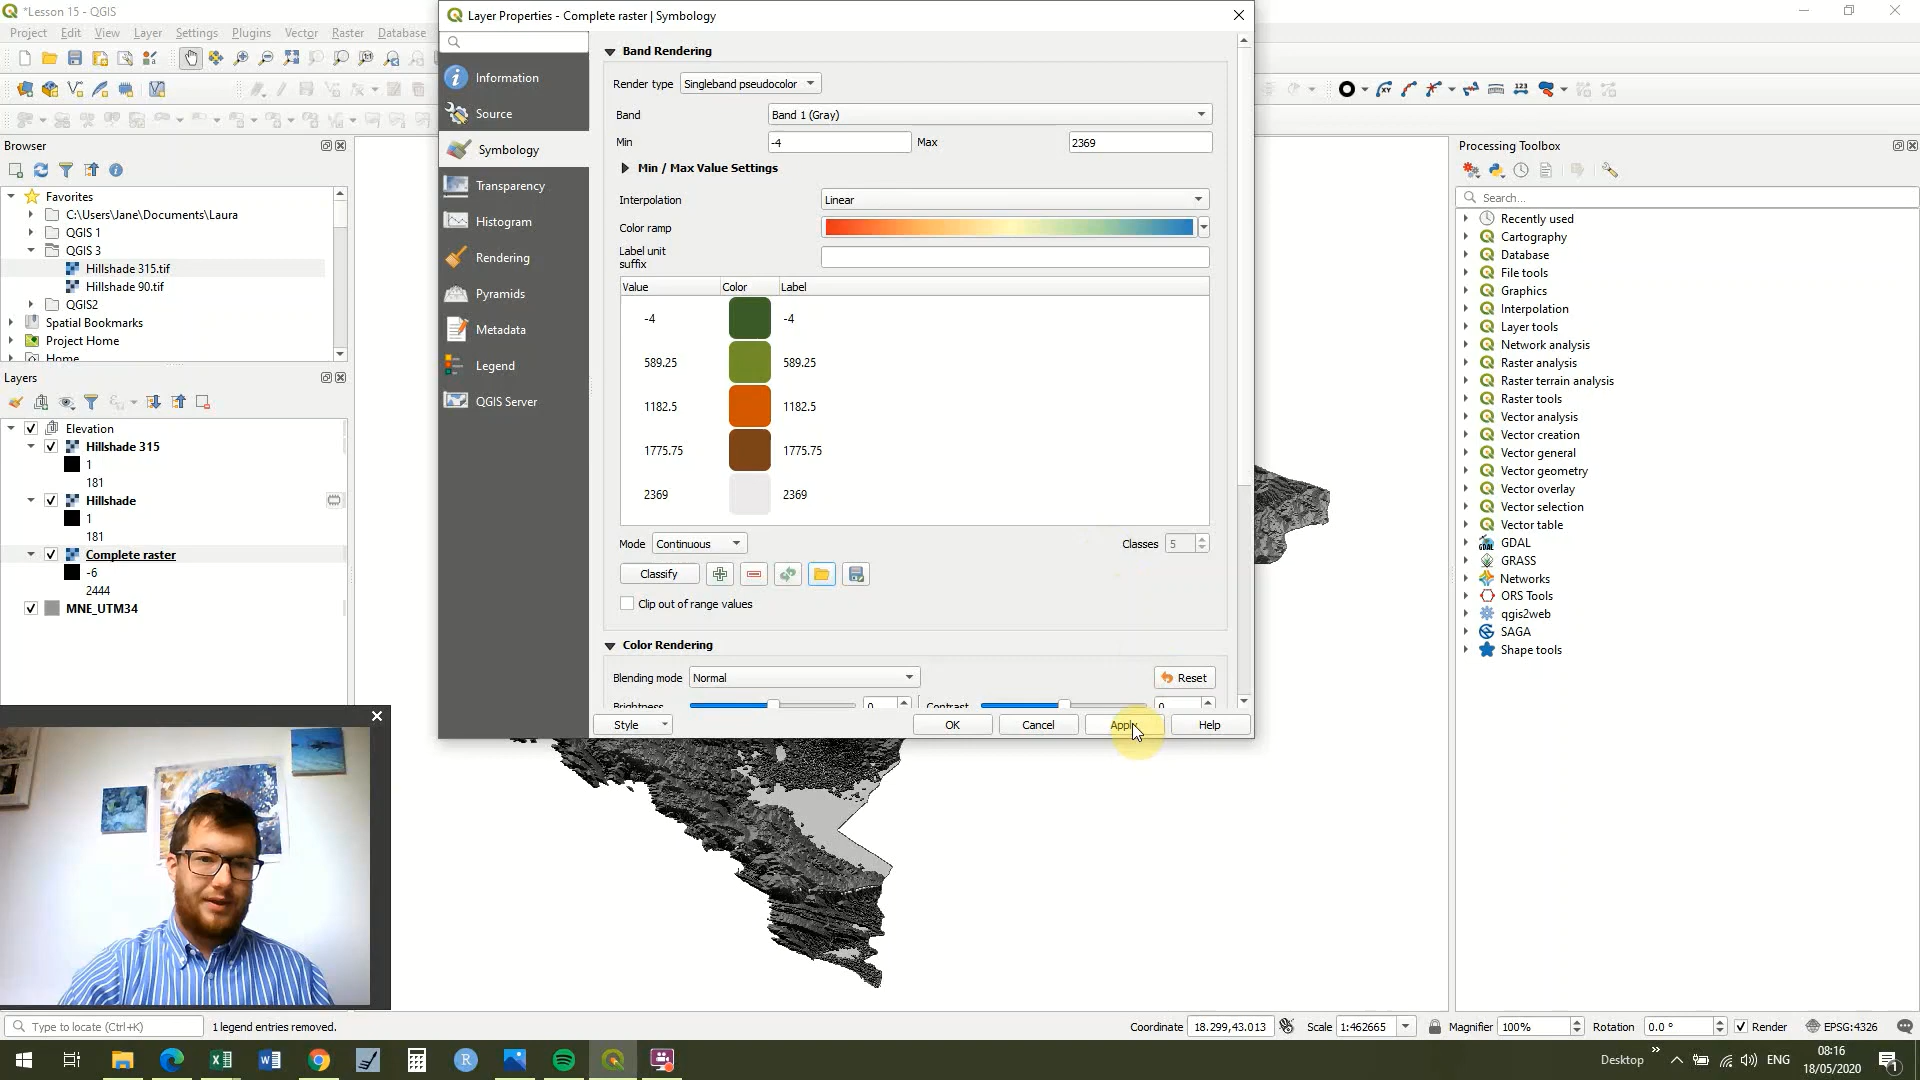 *Lesson 15 - QGIS
Project Edit View Layer Settings Plugins Vector Raster Database
Layer Properties - Complete raster | Symbology
Information
Source
Symbology
Transparency
Histogram
Rendering
Pyramids
Metadata
Legend
QGIS Server
Band Rendering
Render type Singleband pseudocolor
Band Band 1 (Gray)
Min -4 Max 2369
Min / Max Value Settings
Interpolation Linear
Color ramp
Label unit
suffix
Value Color Label
-4 -4
589.25 589.25
1182.5 1182.5
1775.75 1775.75
2369 2369
Mode Continuous Classes 5
Classify
Clip out of range values
Color Rendering
Blending mode Normal Reset
Brightness 0 Contrast 0
Style OK Cancel Apply Help
Browser
Favorites
C:\Users\Jane\Documents\Laura
QGIS 1
QGIS 3
Hillshade 315.tif
Hillshade 90.tif
QGIS2
Spatial Bookmarks
Project Home
Home
Layers
Elevation
Hillshade 315
1
181
Hillshade
1
181
Complete raster
-6
2444
MNE_UTM34
Processing Toolbox
Search...
Recently used
Cartography
Database
File tools
Graphics
Interpolation
Layer tools
Network analysis
Raster analysis
Raster terrain analysis
Raster tools
Vector analysis
Vector creation
Vector general
Vector geometry
Vector overlay
Vector selection
Vector table
GDAL
GRASS
Networks
ORS Tools
qgis2web
SAGA
Shape tools
Type to locate (Ctrl+K) 1 legend entries removed. Coordinate 18.299,43.013 Scale 1:462665 Magnifier 100% Rotation 0.0 ° Render EPSG:4326
Desktop ENG 08:16
18/05/2020